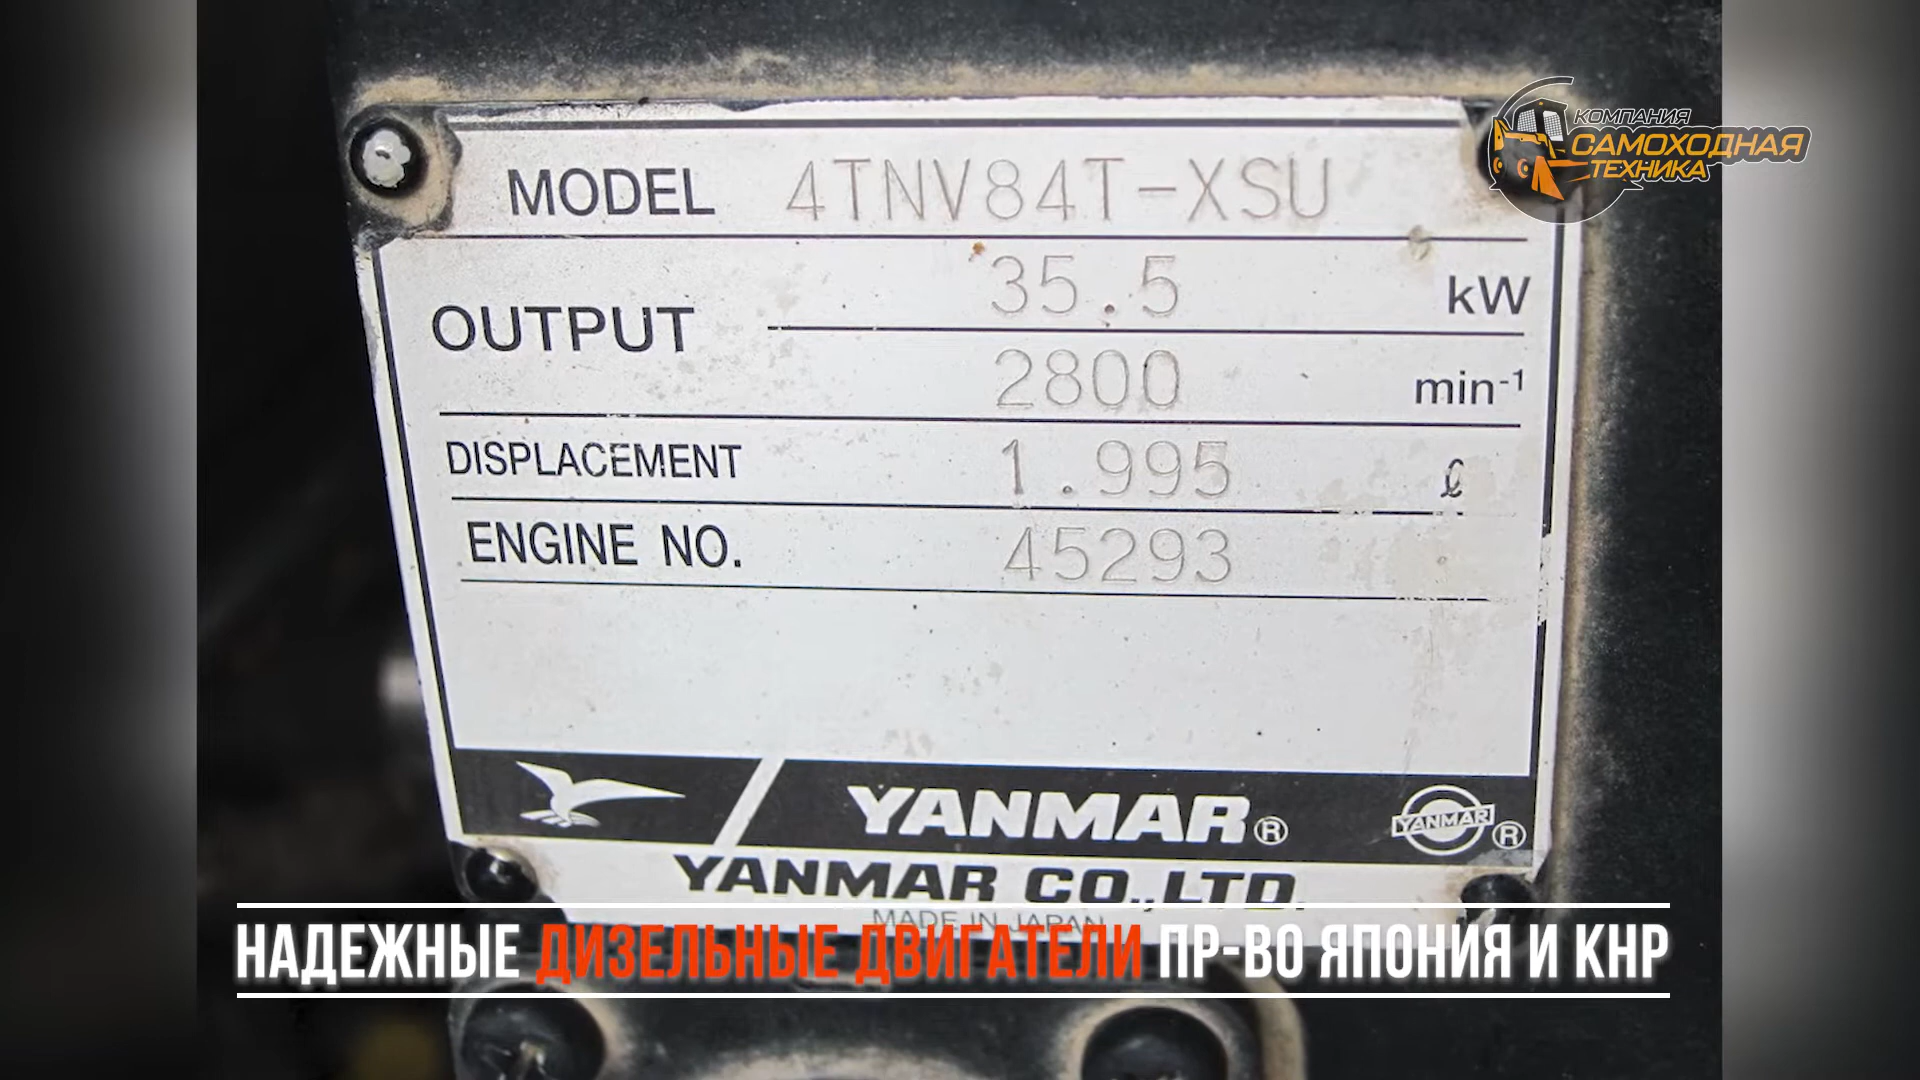 КОМПАНИЯ
САМОХОДНАЯ
ТЕХНИКА
MODEL 4TNV84T-XSU
OUTPUT 35.5 kW
2800 min⁻¹
DISPLACEMENT 1.995 ℓ
ENGINE NO. 45293
YANMAR® YANMAR ®
YANMAR CO.,LTD.
MADE IN JAPAN
НАДЕЖНЫЕ ДИЗЕЛЬНЫЕ ДВИГАТЕЛИ ПР-ВО ЯПОНИЯ И КНР